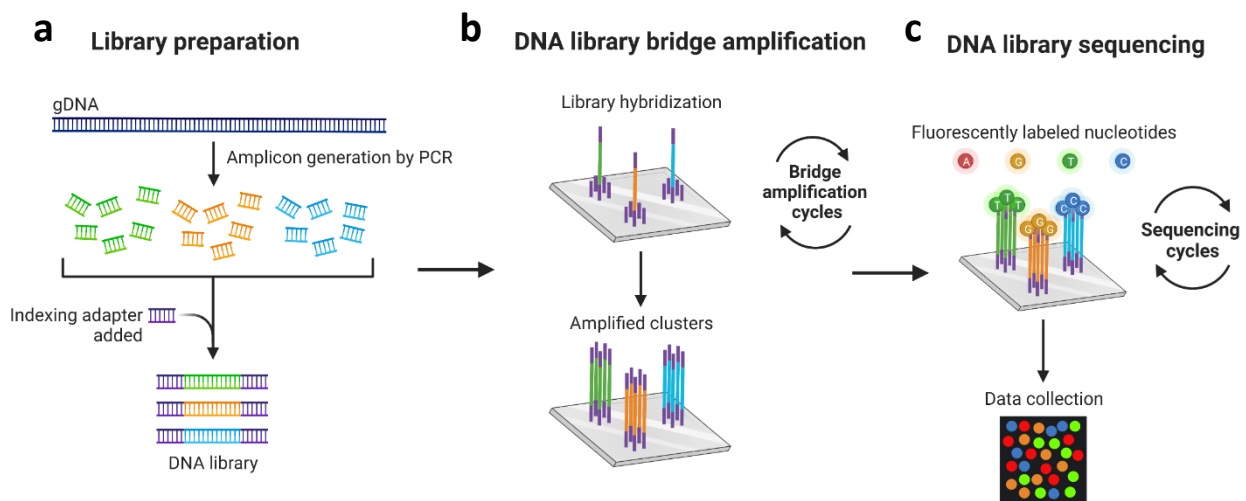 a
Library preparation
gDNA
Amplicon generation by PCR
Indexing adapter
added
DNA library
b
DNA library bridge amplification
Library hybridization
Bridge
amplification
cycles
Amplified clusters
c
DNA library sequencing
Fluorescently labeled nucleotides
A G T C
T T T
G G G
C C C
Sequencing
cycles
Data collection